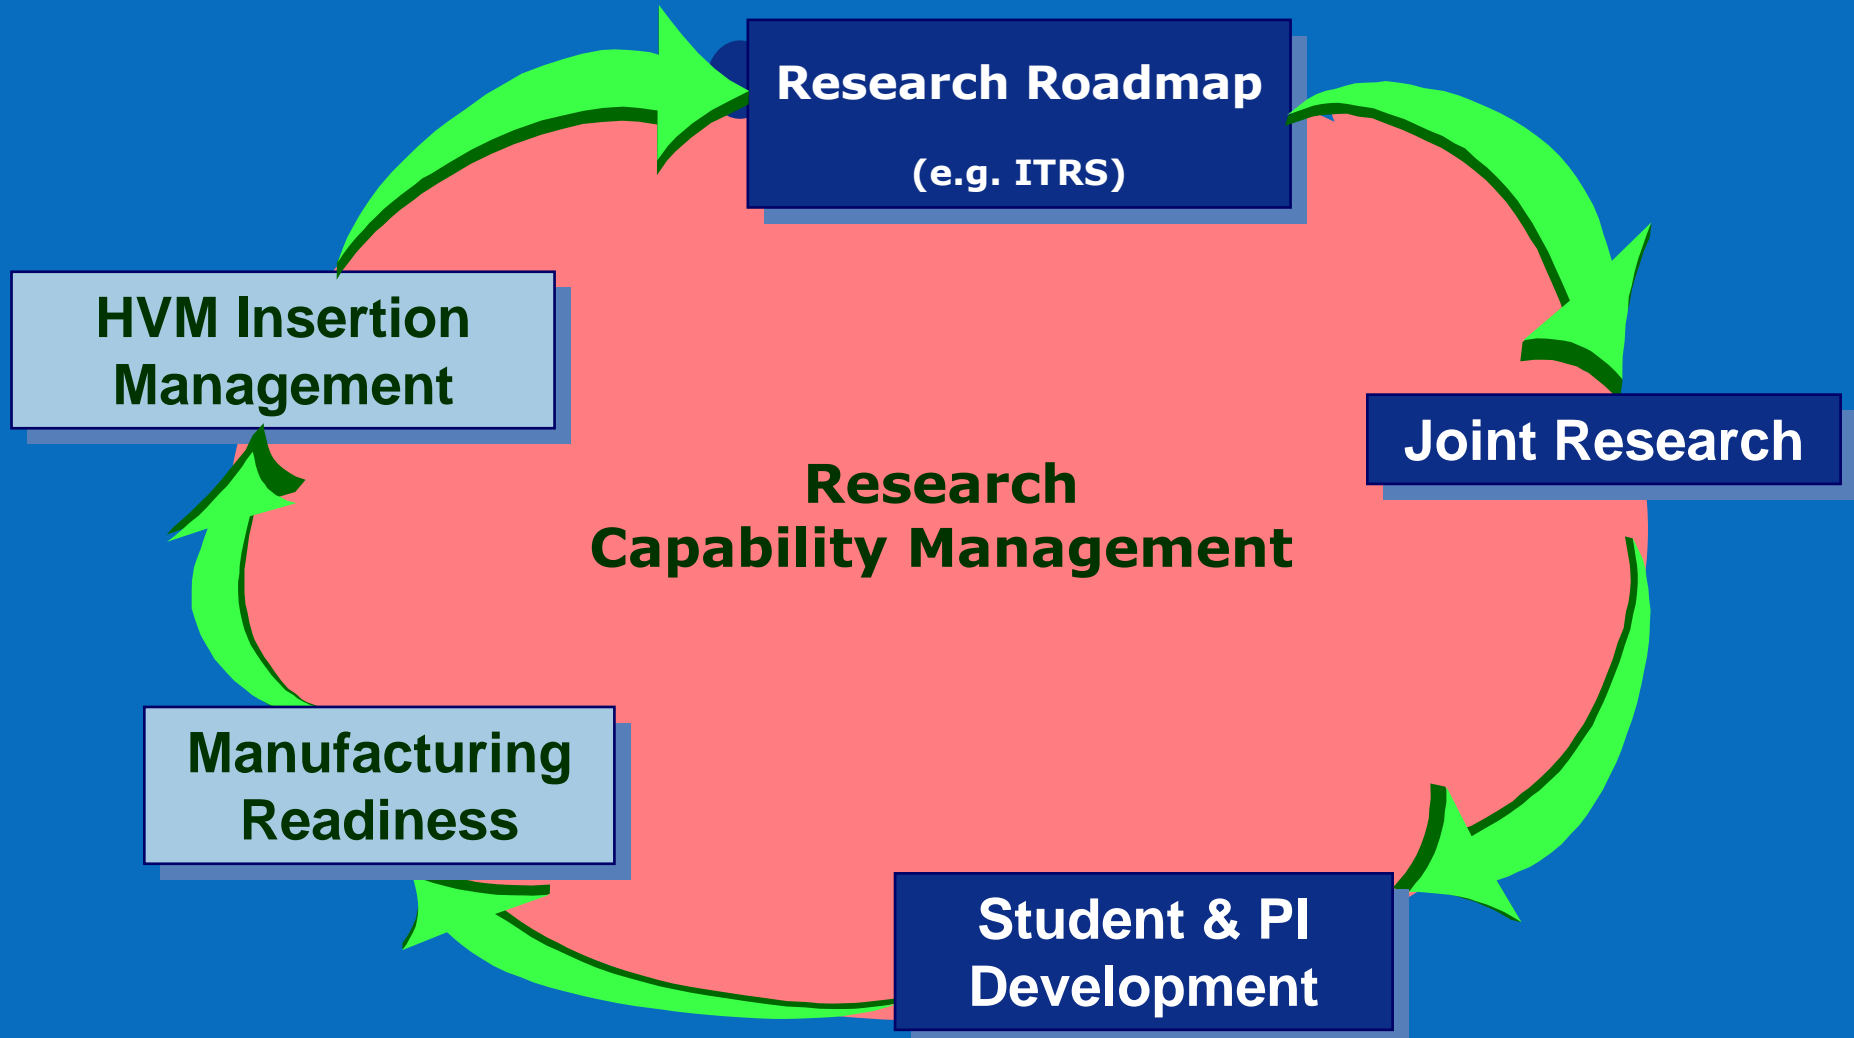 Research Roadmap
(e.g. ITRS)
HVM Insertion
Management
Joint Research
Research
Capability Management
Manufacturing
Readiness
Student & PI
Development